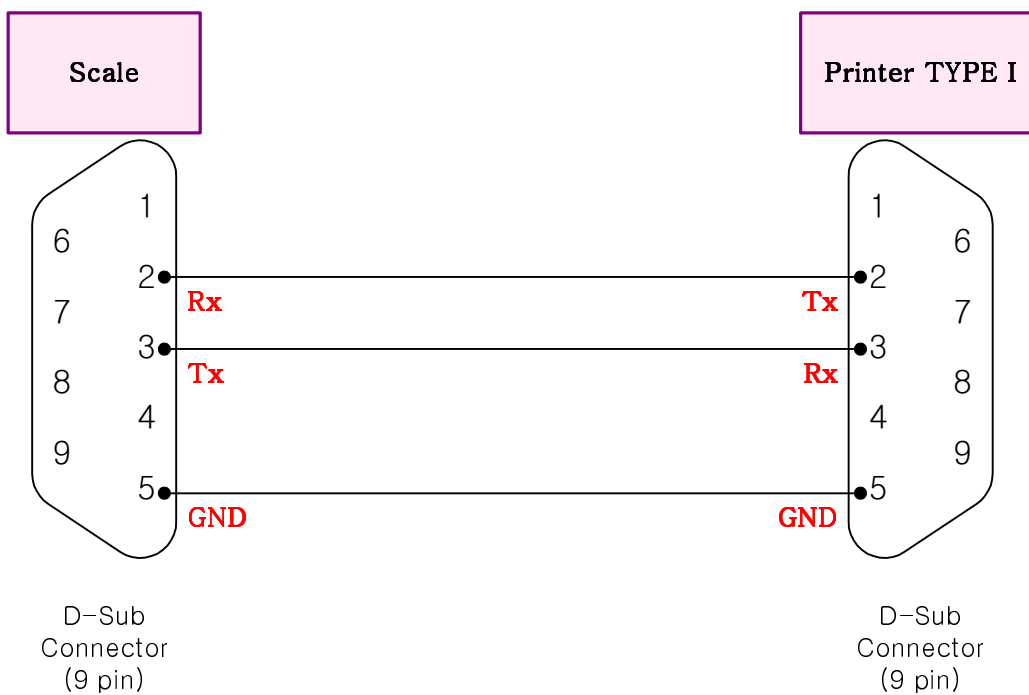 Scale
Printer TYPE I
1
6
2
7
3
8
4
9
5
Rx
Tx
GND
1
6
2
7
3
8
4
9
5
Tx
Rx
GND
D-Sub
Connector
(9 pin)
D-Sub
Connector
(9 pin)